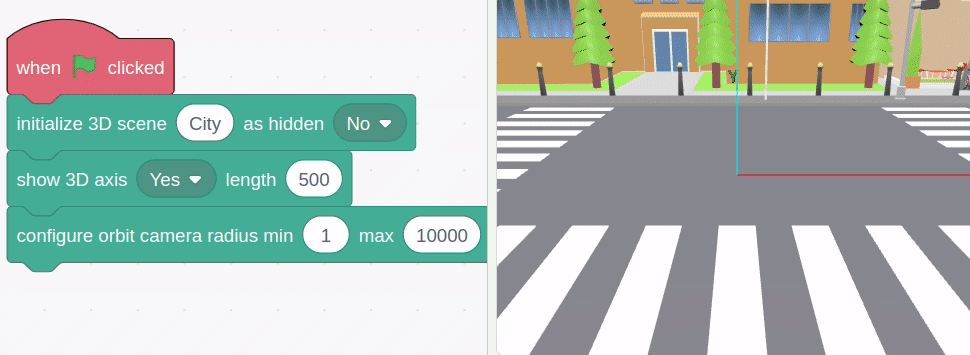 when clicked
initialize 3D scene City as hidden No
show 3D axis Yes length 500
configure orbit camera radius min 1 max 10000